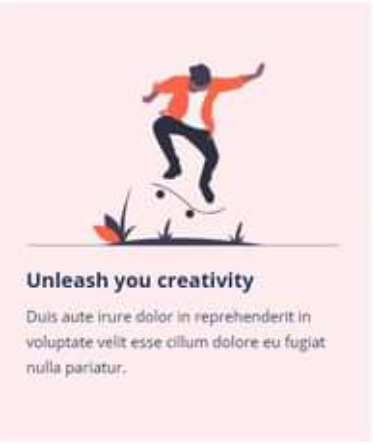 Unleash you creativity
Duis aute irure dolor in reprehenderit in
voluptate velit esse cillum dolore eu fugiat
nulla pariatur.